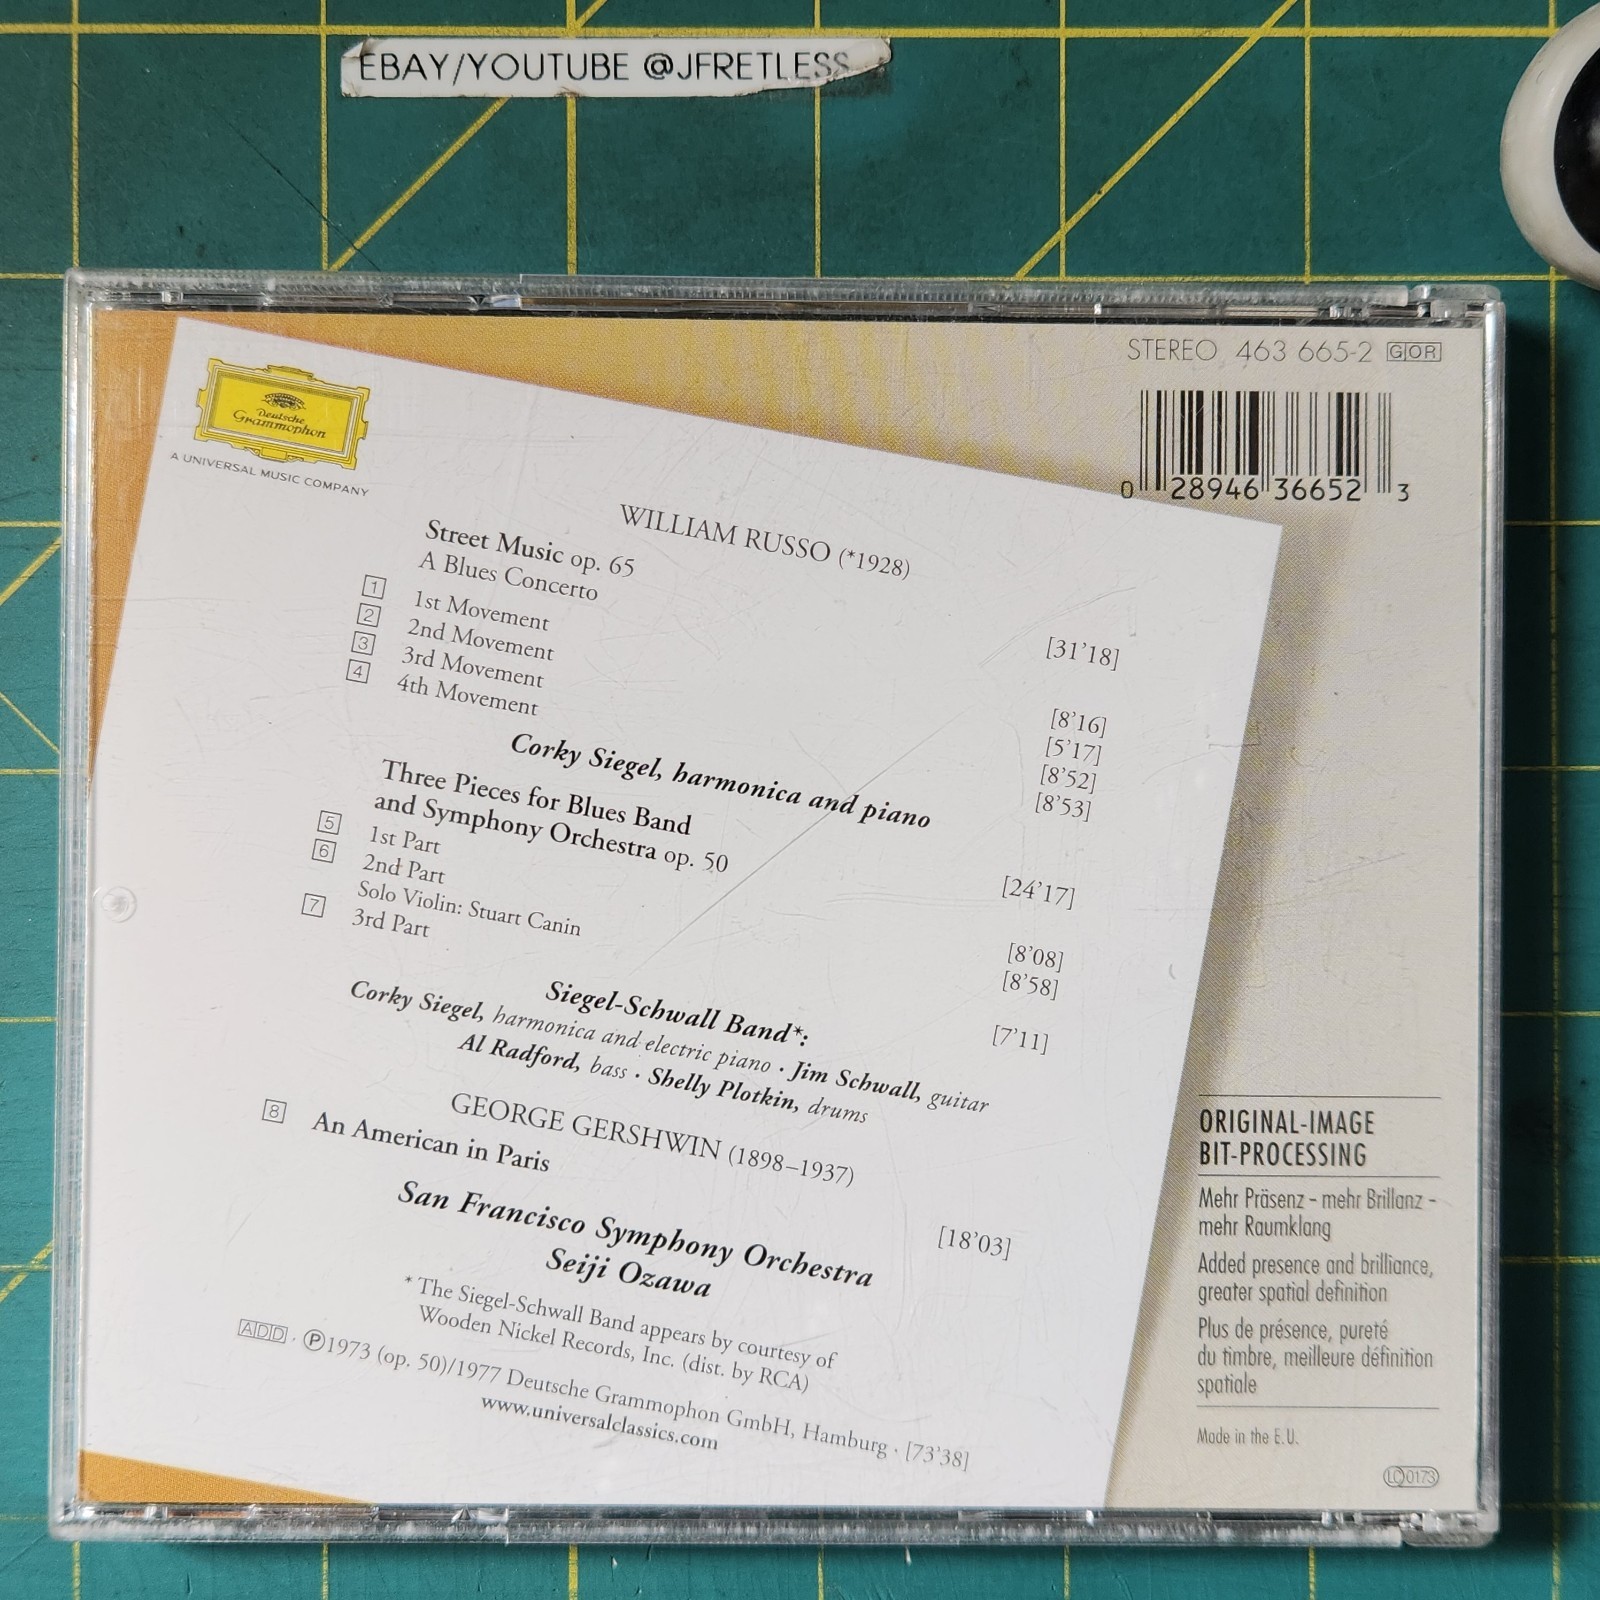 EBAY/YOUTUBE @JFRETLESS
STEREO 463 665-2 GOR
0 28946 36652 3
Deutsche
Grammophon
A UNIVERSAL MUSIC COMPANY
WILLIAM RUSSO (*1928)
Street Music op. 65 [31’18]
A Blues Concerto
1 1st Movement [8’16]
2 2nd Movement [5’17]
3 3rd Movement [8’52]
4 4th Movement [8’53]
Corky Siegel, harmonica and piano
Three Pieces for Blues Band
and Symphony Orchestra op. 50 [24’17]
5 1st Part [8’08]
6 2nd Part [8’58]
Solo Violin: Stuart Canin
7 3rd Part [7’11]
Siegel-Schwall Band*:
Corky Siegel, harmonica and electric piano · Jim Schwall, guitar
Al Radford, bass · Shelly Plotkin, drums
GEORGE GERSHWIN (1898–1937)
8 An American in Paris [18’03]
San Francisco Symphony Orchestra
Seiji Ozawa
* The Siegel-Schwall Band appears by courtesy of
Wooden Nickel Records, Inc. (dist. by RCA)
ADD · Ⓟ1973 (op. 50)/1977 Deutsche Grammophon GmbH, Hamburg · [73’38]
www.universalclassics.com
ORIGINAL-IMAGE
BIT-PROCESSING
Mehr Präsenz – mehr Brillanz –
mehr Raumklang
Added presence and brilliance,
greater spatial definition
Plus de présence, pureté
du timbre, meilleure définition
spatiale
Made in the E.U.
LC 0173